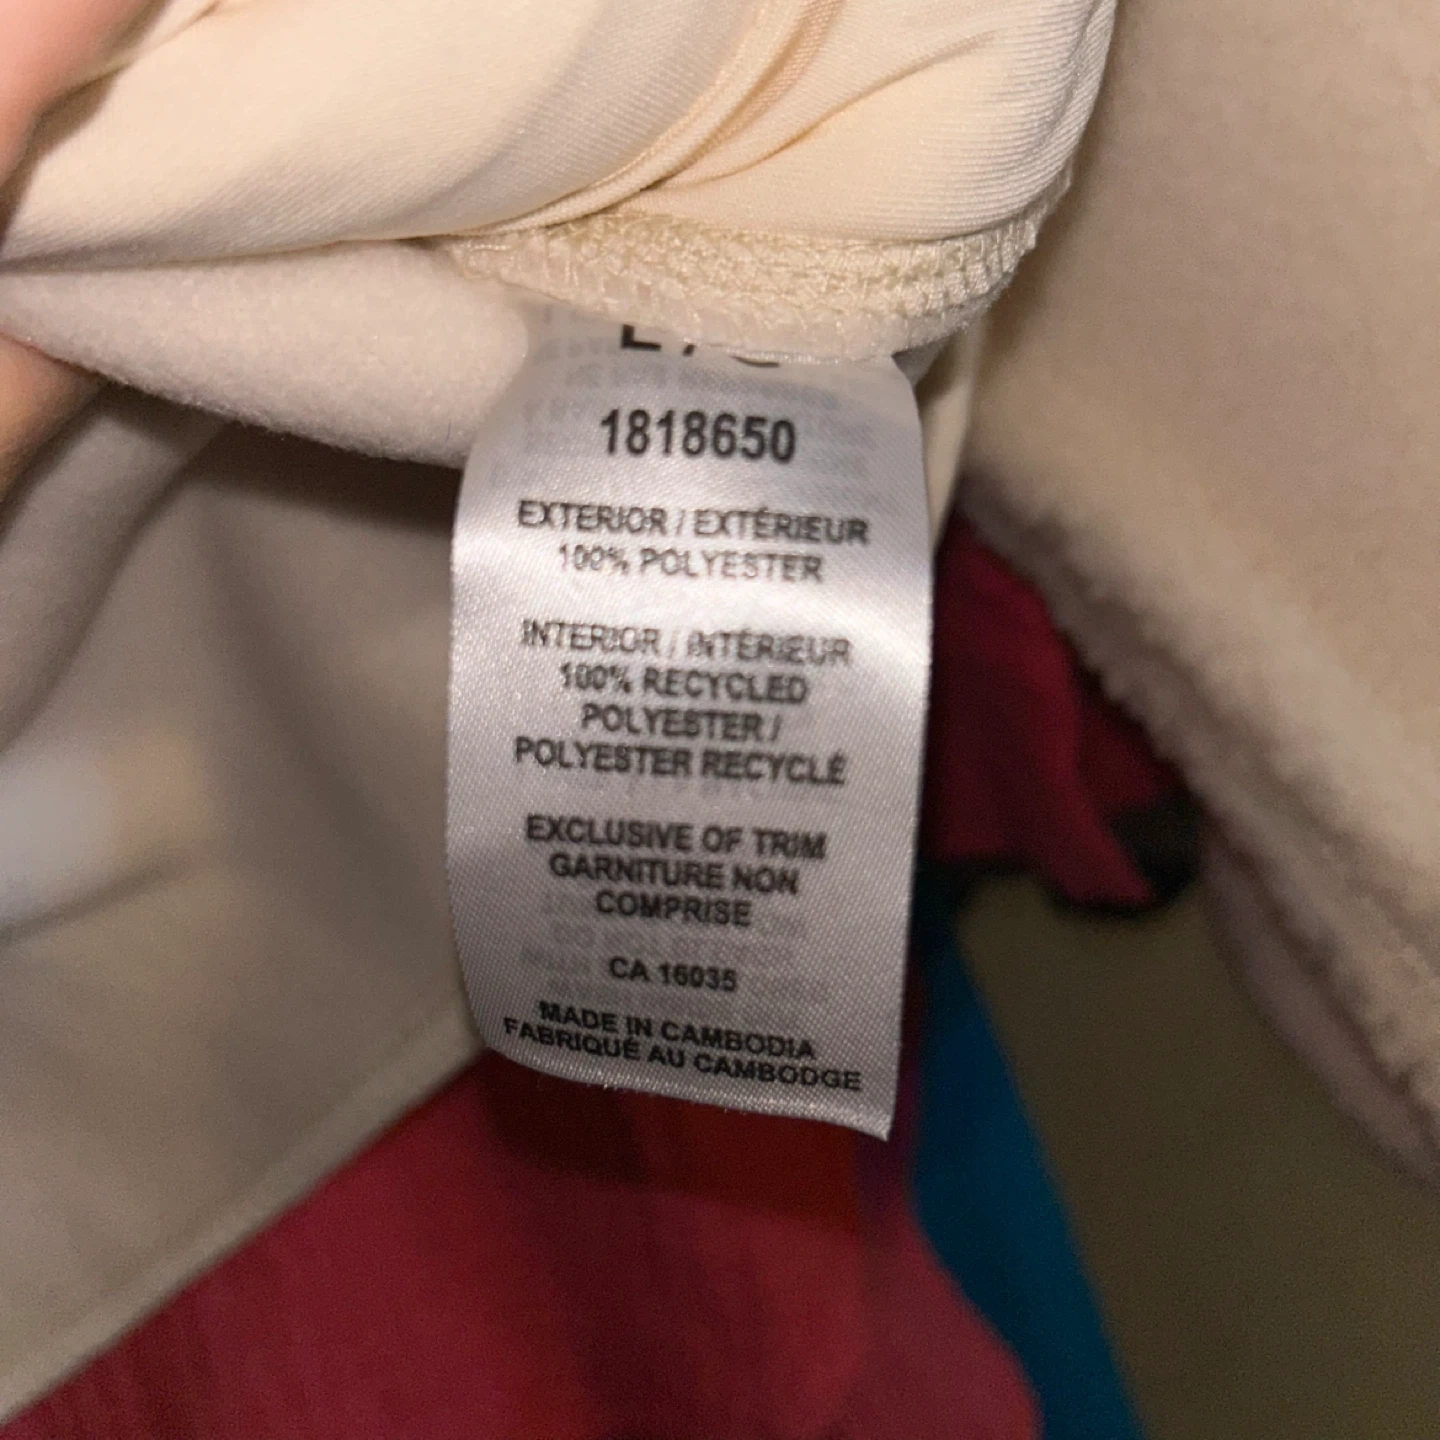 1818650
EXTERIOR / EXTÉRIEUR
100% POLYESTER
INTERIOR / INTÉRIEUR
100% RECYCLED
POLYESTER /
POLYESTER RECYCLÉ
EXCLUSIVE OF TRIM
GARNITURE NON
COMPRISE
CA 16035
MADE IN CAMBODIA
FABRIQUÉ AU CAMBODGE